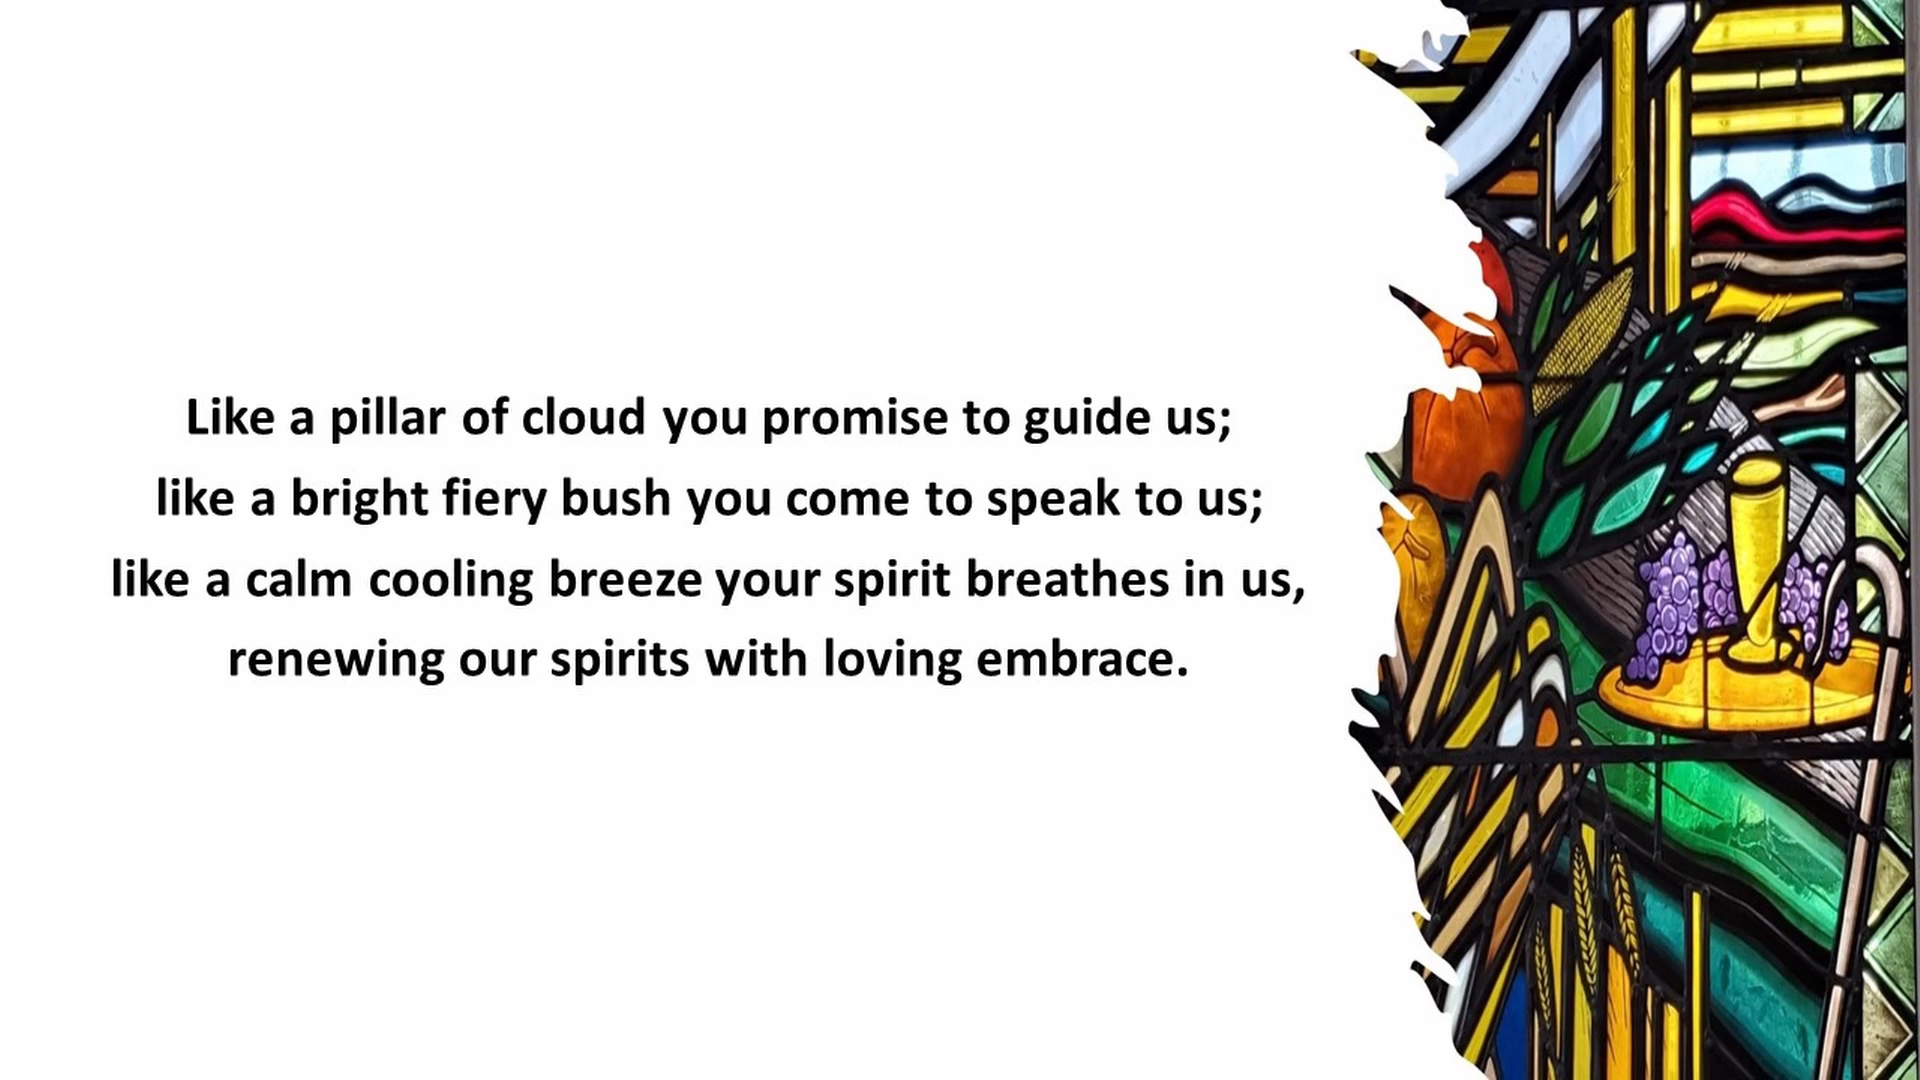 Like a pillar of cloud you promise to guide us;
like a bright fiery bush you come to speak to us;
like a calm cooling breeze your spirit breathes in us,
renewing our spirits with loving embrace.